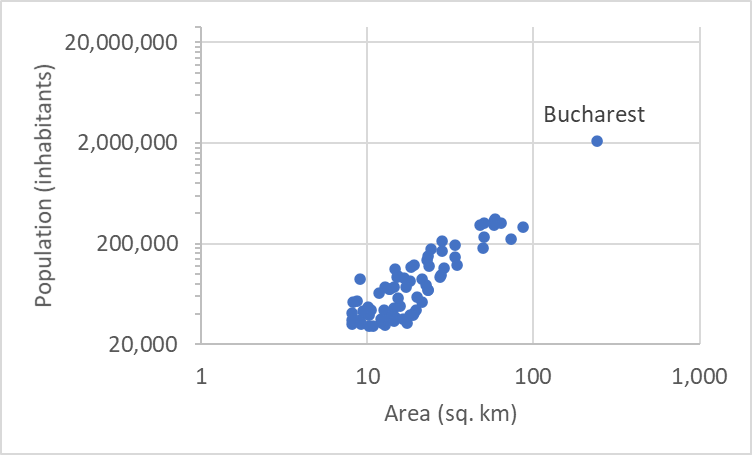 20,000,000
Bucharest
2,000,000
Population (inhabitants)
200,000
20,000
1 10 100 1,000
Area (sq. km)